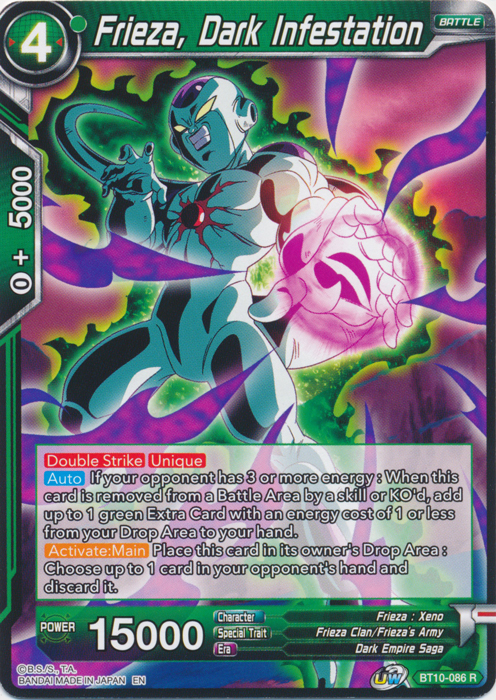 4
Frieza, Dark Infestation
BATTLE
0 + 5000
Double Strike Unique
Auto If your opponent has 3 or more energy : When this
card is removed from a Battle Area by a skill or KO'd, add
up to 1 green Extra Card with an energy cost of 1 or less
from your Drop Area to your hand.
Activate:Main Place this card in its owner's Drop Area :
Choose up to 1 card in your opponent's hand and
discard it.
POWER 15000
Character Frieza : Xeno
Special Trait Frieza Clan/Frieza's Army
Era Dark Empire Saga
©B.S./S., T.A.
BANDAI MADE IN JAPAN EN
UW
BT10-086 R